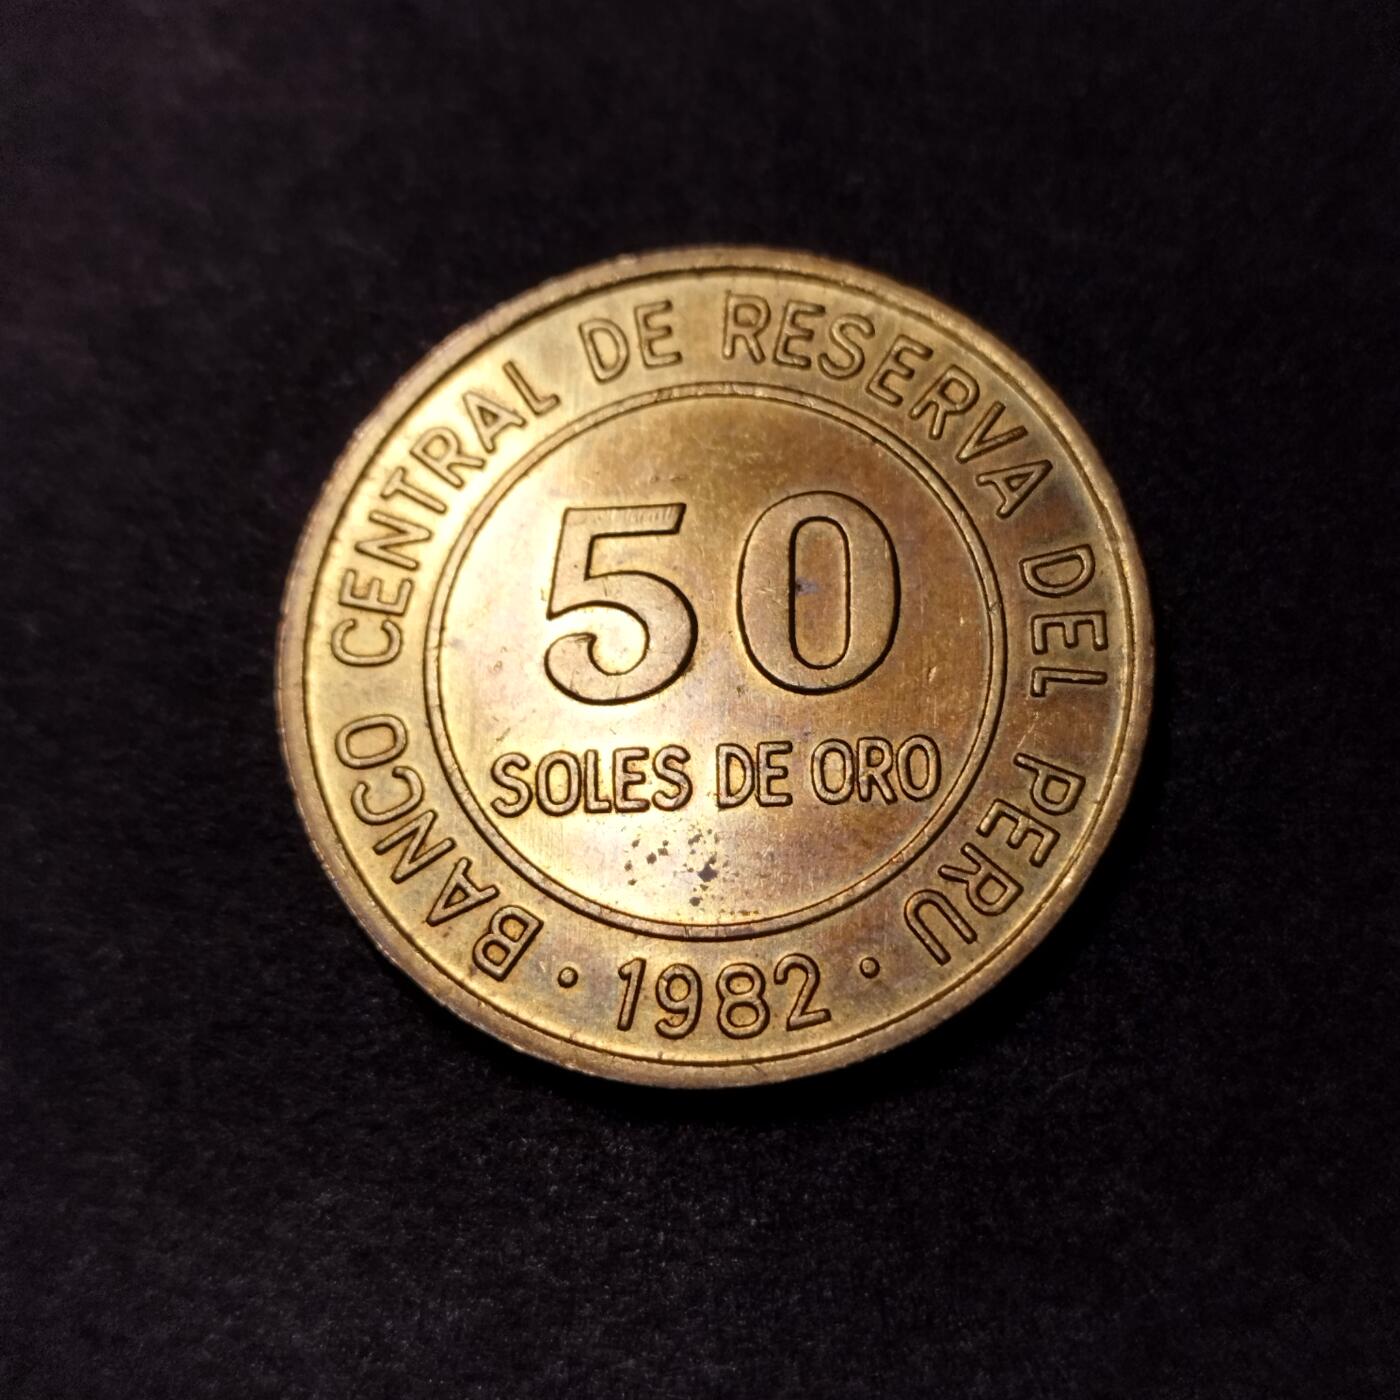 BANCO CENTRAL DE RESERVA DEL PERU
50
SOLES DE ORO
· 1982 ·